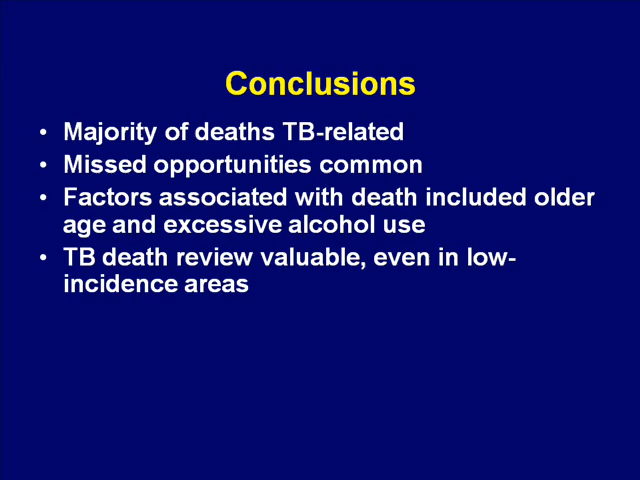 Conclusions
• Majority of deaths TB-related
• Missed opportunities common
• Factors associated with death included older
age and excessive alcohol use
• TB death review valuable, even in low-
incidence areas